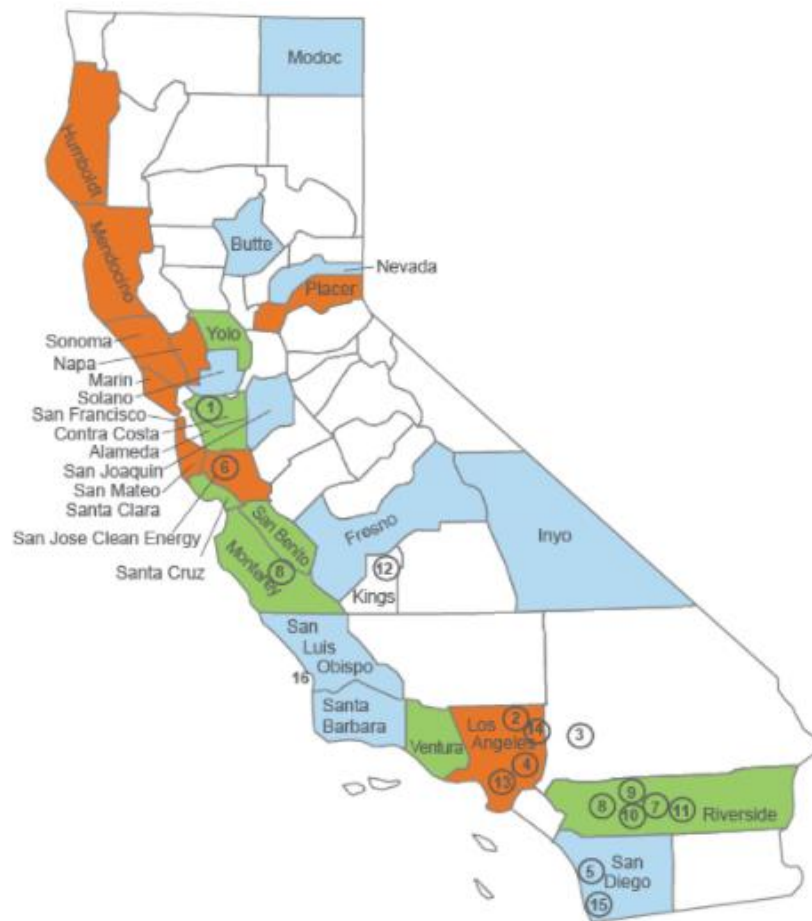 Modoc
Humboldt
Mendocino
Butte
Nevada
Placer
Yolo
Sonoma
Napa
Marin
Solano
San Francisco
1
Contra Costa
Alameda
San Joaquin
6
San Mateo
Santa Clara
San Jose Clean Energy
Santa Cruz
San Benito
Monterey
8
Fresno
12
Kings
Inyo
San
Luis
Obispo
16
Santa
Barbara
Ventura
Los
Angeles
2
14
3
4
13
9
8
10
7
11
Riverside
5
San
Diego
15